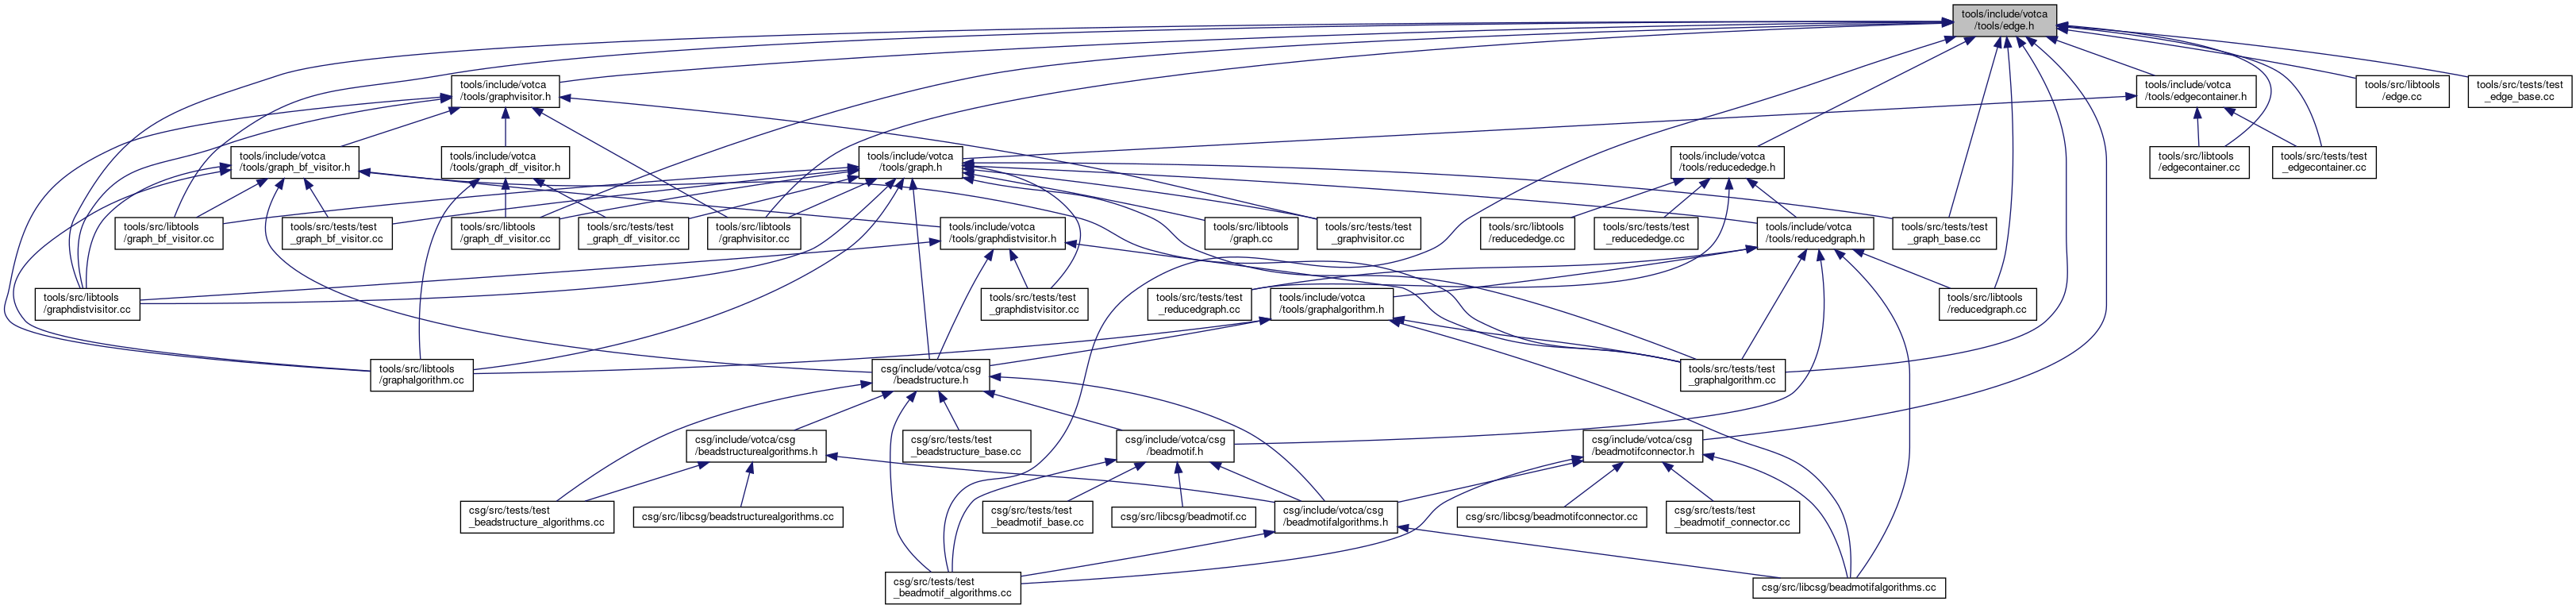 tools/include/votca
/tools/edge.h
tools/include/votca
/tools/graphvisitor.h
tools/include/votca
/tools/edgecontainer.h
tools/src/libtools
/edge.cc
tools/src/tests/test
_edge_base.cc
tools/include/votca
/tools/graph_bf_visitor.h
tools/include/votca
/tools/graph_df_visitor.h
tools/include/votca
/tools/graph.h
tools/include/votca
/tools/reducededge.h
tools/src/libtools
/edgecontainer.cc
tools/src/tests/test
_edgecontainer.cc
tools/src/libtools
/graph_bf_visitor.cc
tools/src/tests/test
_graph_bf_visitor.cc
tools/src/libtools
/graph_df_visitor.cc
tools/src/tests/test
_graph_df_visitor.cc
tools/src/libtools
/graphvisitor.cc
tools/include/votca
/tools/graphdistvisitor.h
tools/src/libtools
/graph.cc
tools/src/tests/test
_graphvisitor.cc
tools/src/libtools
/reducededge.cc
tools/src/tests/test
_reducededge.cc
tools/include/votca
/tools/reducedgraph.h
tools/src/tests/test
_graph_base.cc
tools/src/libtools
/graphdistvisitor.cc
tools/src/tests/test
_graphdistvisitor.cc
tools/src/tests/test
_reducedgraph.cc
tools/include/votca
/tools/graphalgorithm.h
tools/src/libtools
/reducedgraph.cc
tools/src/libtools
/graphalgorithm.cc
csg/include/votca/csg
/beadstructure.h
tools/src/tests/test
_graphalgorithm.cc
csg/include/votca/csg
/beadstructurealgorithms.h
csg/src/tests/test
_beadstructure_base.cc
csg/include/votca/csg
/beadmotif.h
csg/include/votca/csg
/beadmotifconnector.h
csg/src/tests/test
_beadstructure_algorithms.cc
csg/src/libcsg/beadstructurealgorithms.cc
csg/src/tests/test
_beadmotif_base.cc
csg/src/libcsg/beadmotif.cc
csg/include/votca/csg
/beadmotifalgorithms.h
csg/src/libcsg/beadmotifconnector.cc
csg/src/tests/test
_beadmotif_connector.cc
csg/src/tests/test
_beadmotif_algorithms.cc
csg/src/libcsg/beadmotifalgorithms.cc